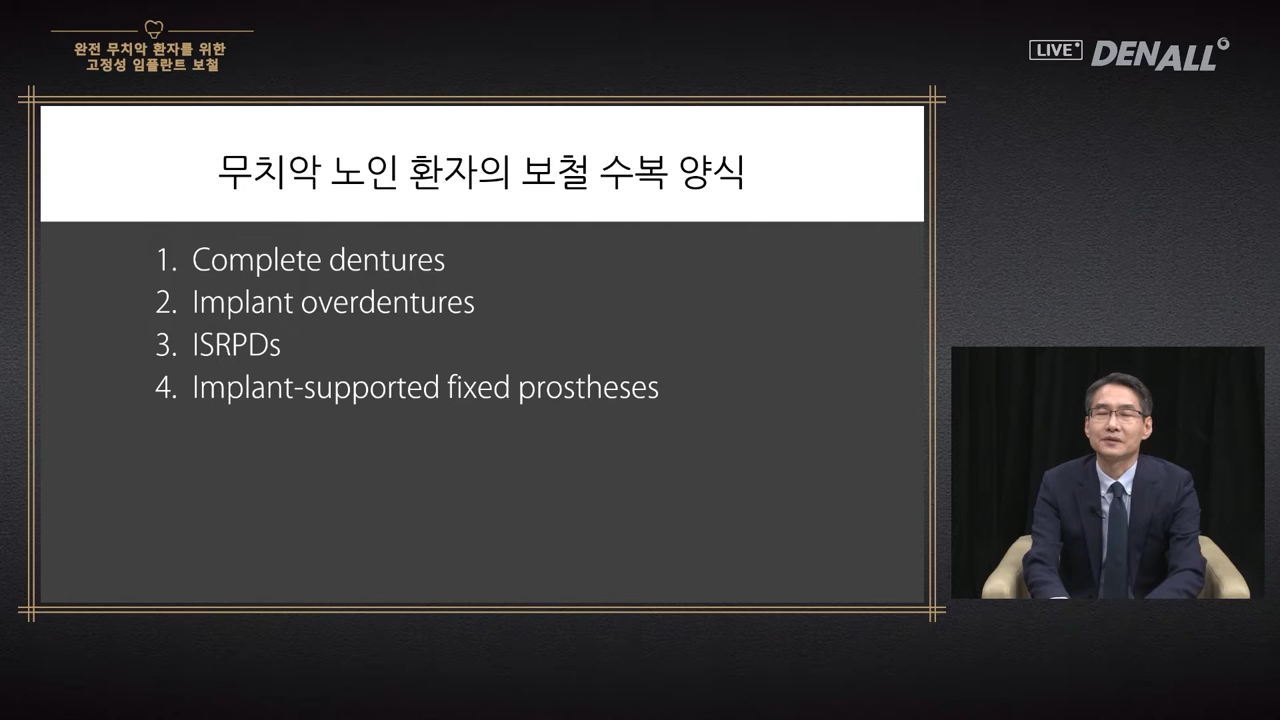 완전 무치악 환자를 위한
고정성 임플란트 보철
LIVE
DENALL
무치악 노인 환자의 보철 수복 양식
1. Complete dentures
2. Implant overdentures
3. ISRPDs
4. Implant-supported fixed prostheses